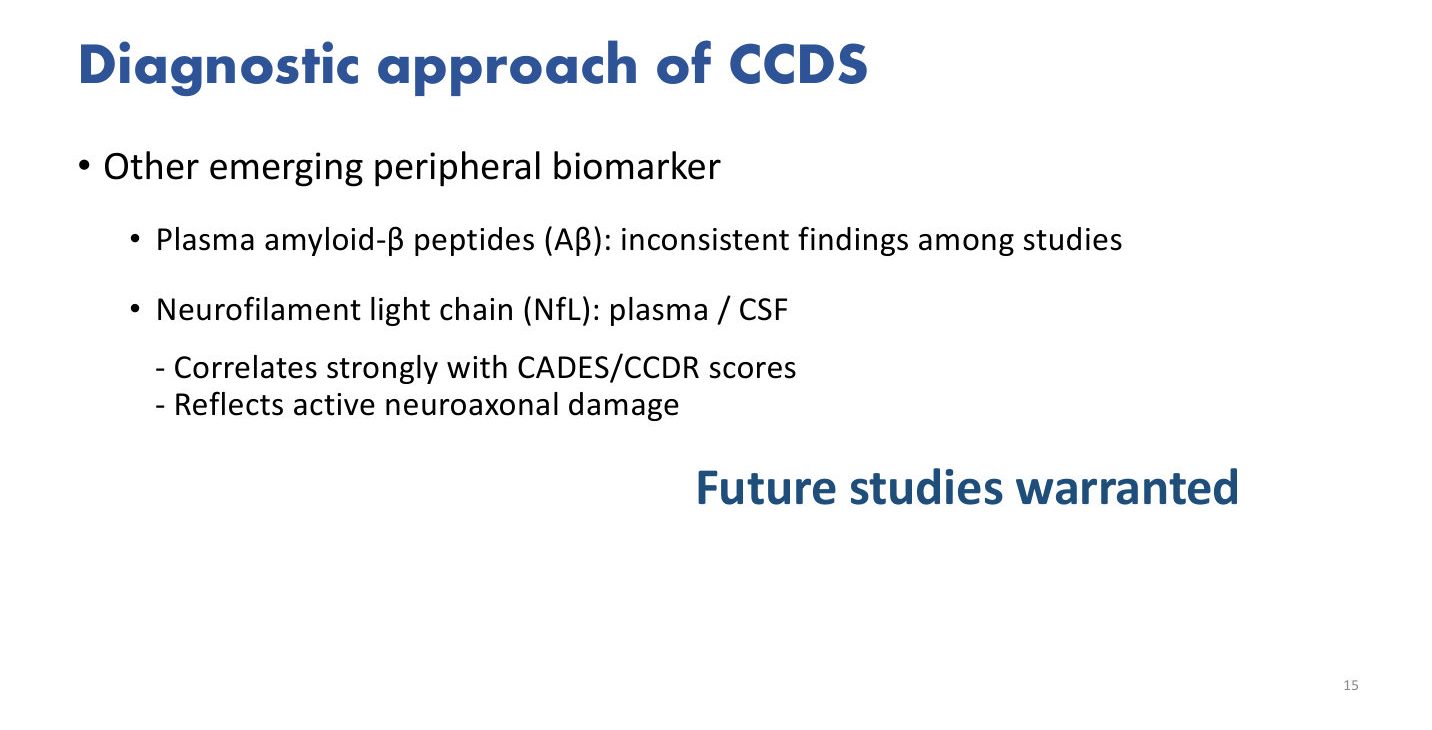 Diagnostic approach of CCDS
• Other emerging peripheral biomarker
• Plasma amyloid-β peptides (Aβ): inconsistent findings among studies
• Neurofilament light chain (NfL): plasma / CSF
- Correlates strongly with CADES/CCDR scores
- Reflects active neuroaxonal damage
Future studies warranted
15